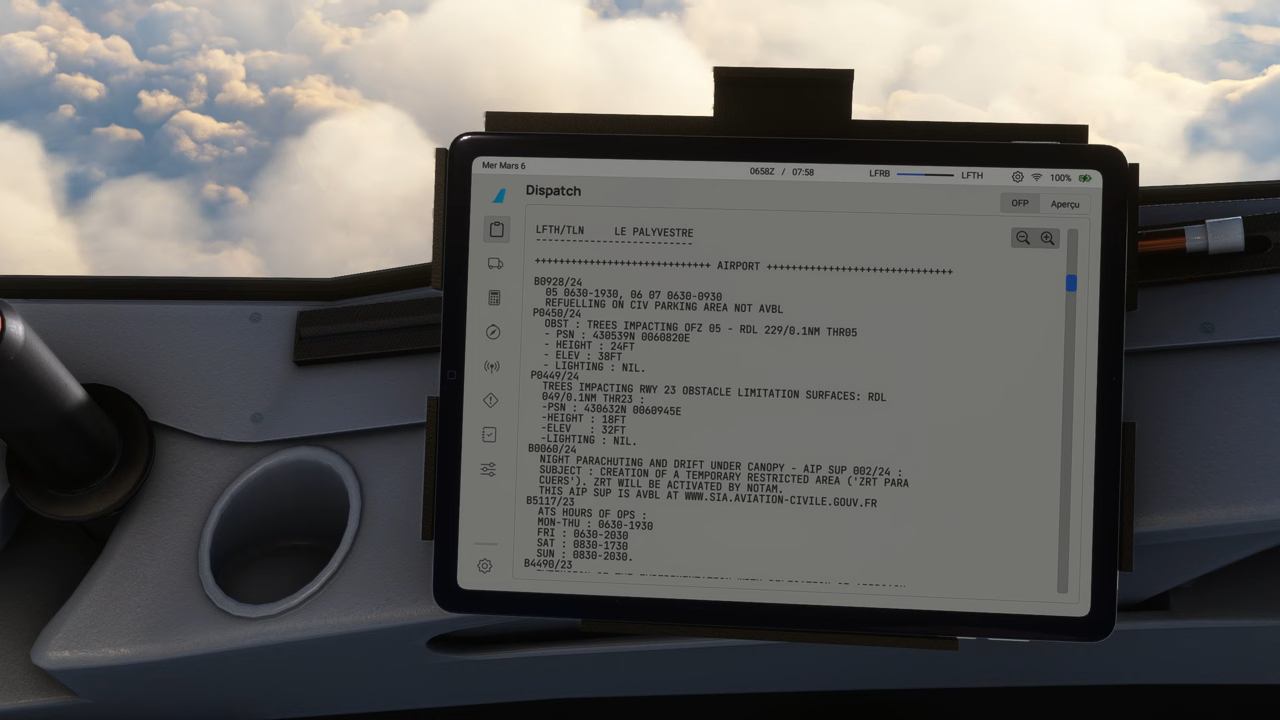 Mer Mars 6
0658Z / 07:58
LFRB LFTH
100%
Dispatch
OFP Aperçu
LFTH/TLN LE PALYVESTRE
--------------------------
++++++++++++++++++++++++++++ AIRPORT ++++++++++++++++++++++++++++++
B0928/24
05 0630-1930, 06 07 0630-0930
REFUELLING ON CIV PARKING AREA NOT AVBL
P0450/24
OBST : TREES IMPACTING OFZ 05 - RDL 229/0.1NM THR05
- PSN : 430539N 0060820E
- HEIGHT : 24FT
- ELEV : 38FT
- LIGHTING : NIL.
P0449/24
TREES IMPACTING RWY 23 OBSTACLE LIMITATION SURFACES: RDL
049/0.1NM THR23 :
-PSN : 430632N 0060945E
-HEIGHT : 18FT
-ELEV : 32FT
-LIGHTING : NIL.
B0060/24
NIGHT PARACHUTING AND DRIFT UNDER CANOPY - AIP SUP 002/24 :
SUBJECT : CREATION OF A TEMPORARY RESTRICTED AREA ('ZRT PARA
CUERS'). ZRT WILL BE ACTIVATED BY NOTAM.
THIS AIP SUP IS AVBL AT WWW.SIA.AVIATION-CIVILE.GOUV.FR
B5117/23
ATS HOURS OF OPS :
MON-THU : 0630-1930
FRI : 0630-2030
SAT : 0830-1730
SUN : 0830-2030.
B4490/23